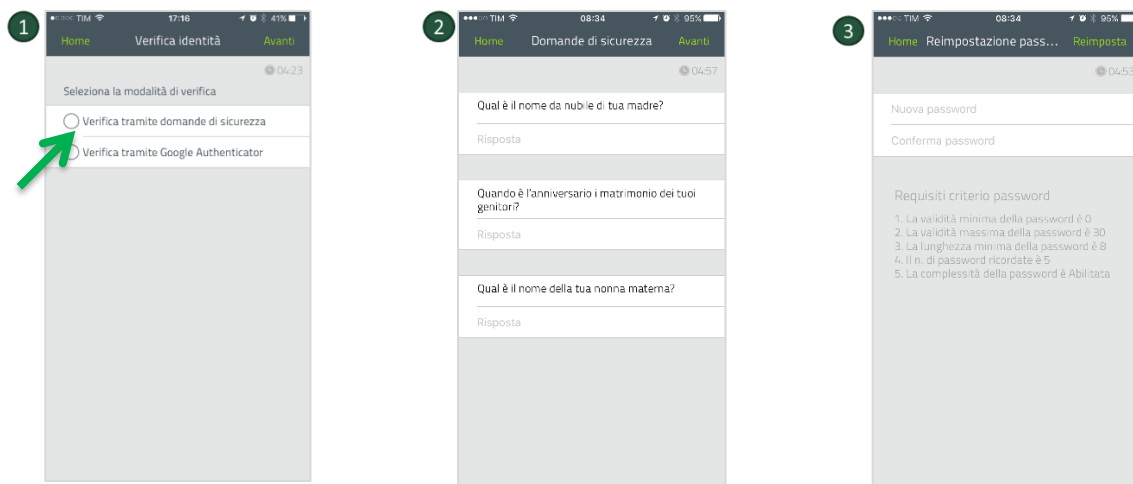 1
TIM 17:16 41%
Home Verifica identità Avanti
04:23
Seleziona la modalità di verifica
Verifica tramite domande di sicurezza
Verifica tramite Google Authenticator
2
TIM 08:34 95%
Home Domande di sicurezza Avanti
04:57
Qual è il nome da nubile di tua madre?
Risposta
Quando è l'anniversario i matrimonio dei tuoi
genitori?
Risposta
Qual è il nome della tua nonna materna?
Risposta
3
TIM 08:34 95%
Home Reimpostazione pass... Reimposta
04:53
Nuova password
Conferma password
Requisiti criterio password
1. La validità minima della password è 0
2. La validità massima della password è 30
3. La lunghezza minima della password è 8
4. Il n. di password ricordate è 5
5. La complessità della password è Abilitata